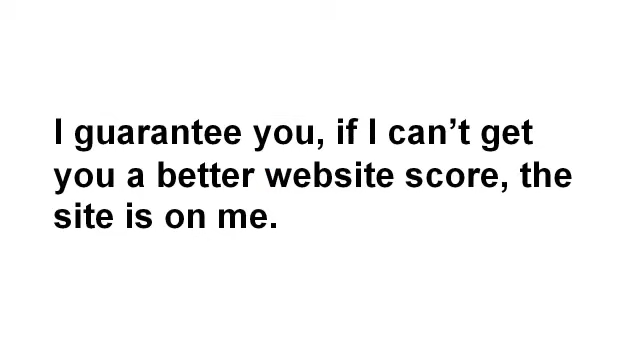 I guarantee you, if I can’t get
you a better website score, the
site is on me.